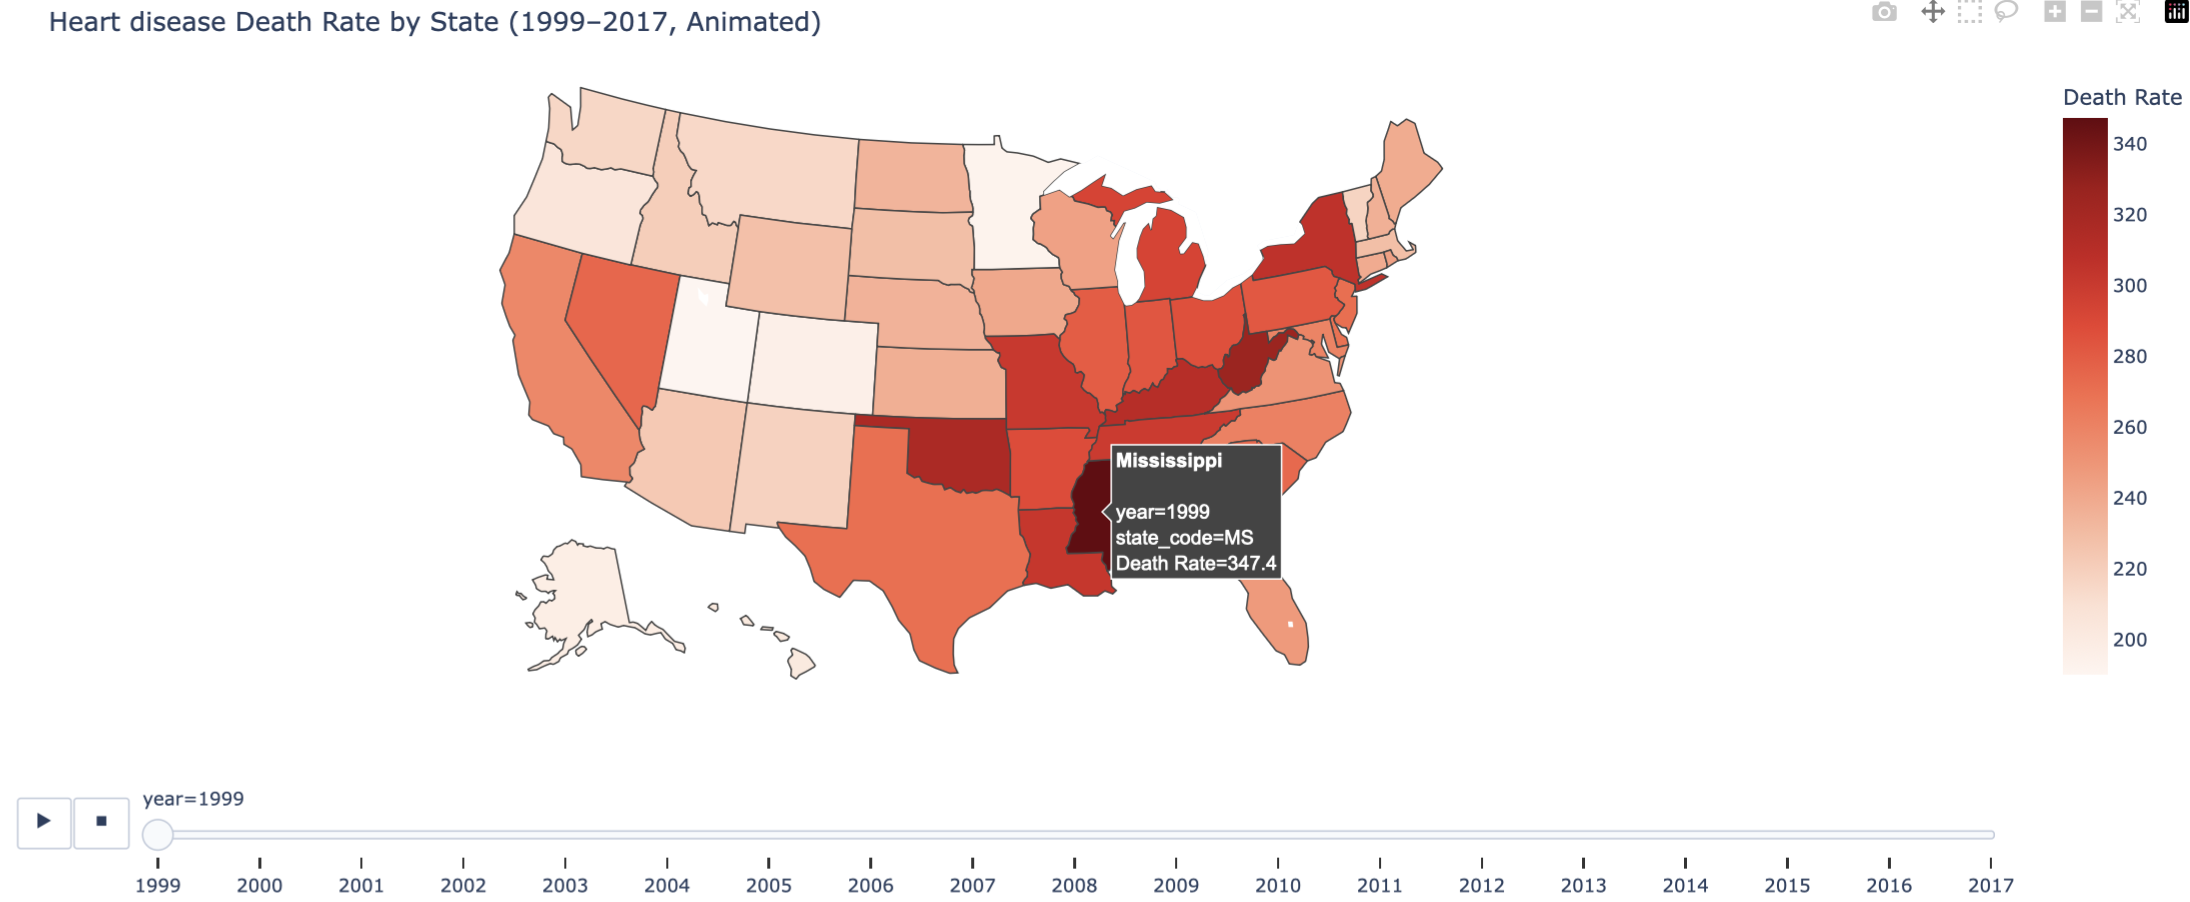 Heart disease Death Rate by State (1999–2017, Animated)
Death Rate
340
320
300
280
260
240
220
200
Mississippi
year=1999
state_code=MS
Death Rate=347.4
year=1999
1999 2000 2001 2002 2003 2004 2005 2006 2007 2008 2009 2010 2011 2012 2013 2014 2015 2016 2017